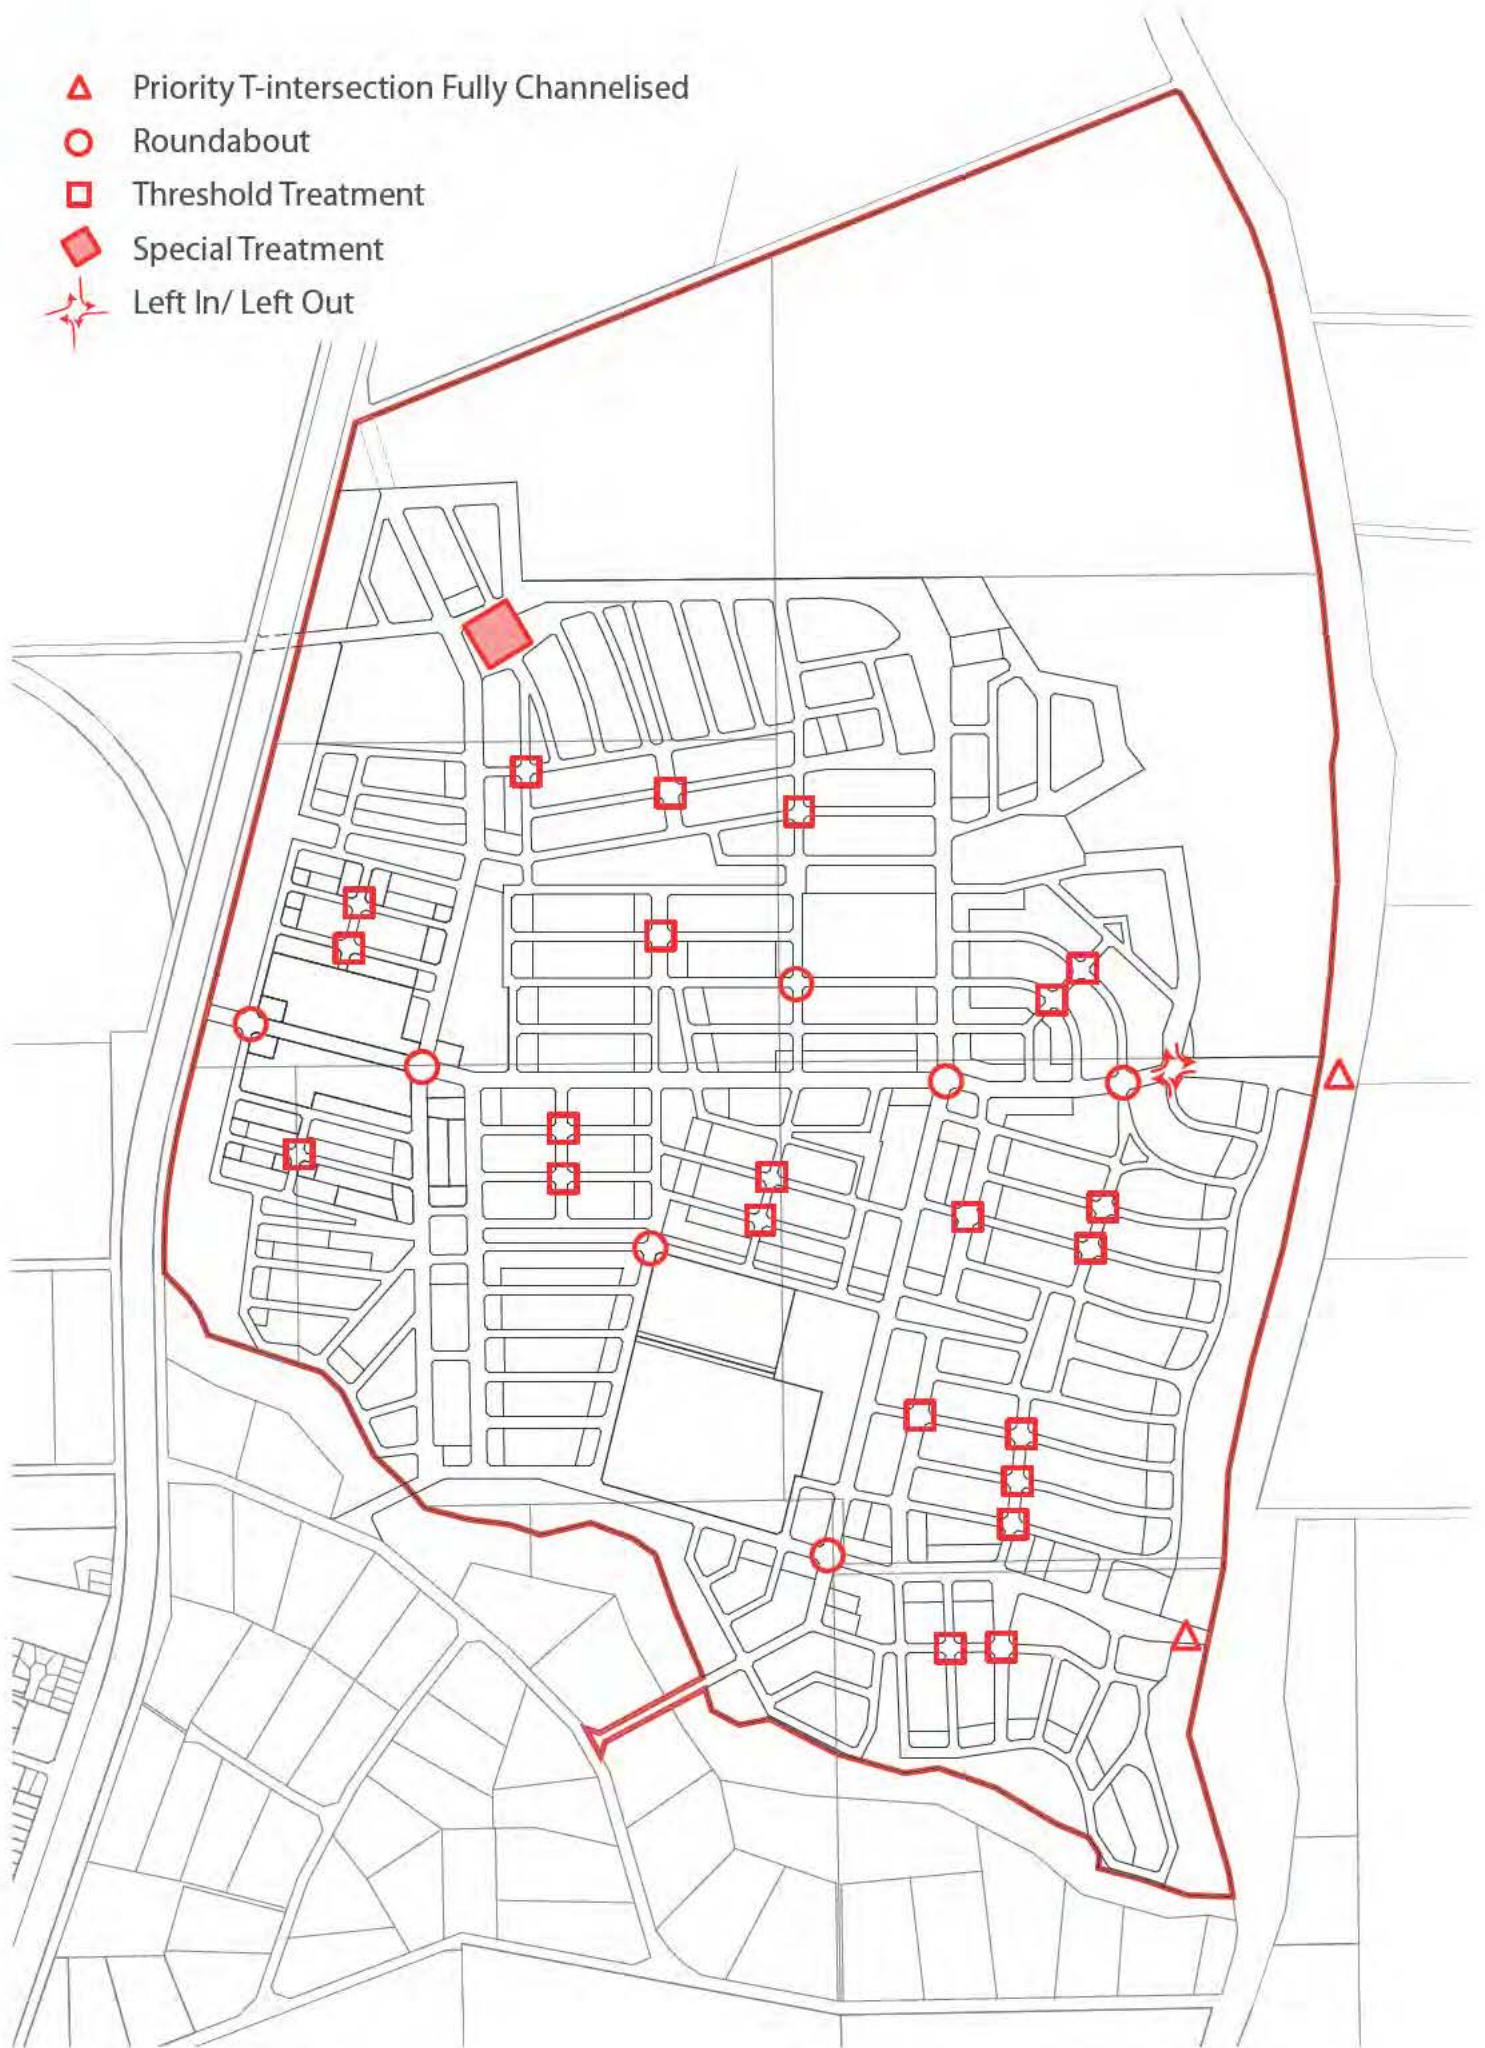 Priority T-intersection Fully Channelised
Roundabout
Threshold Treatment
Special Treatment
Left In/ Left Out